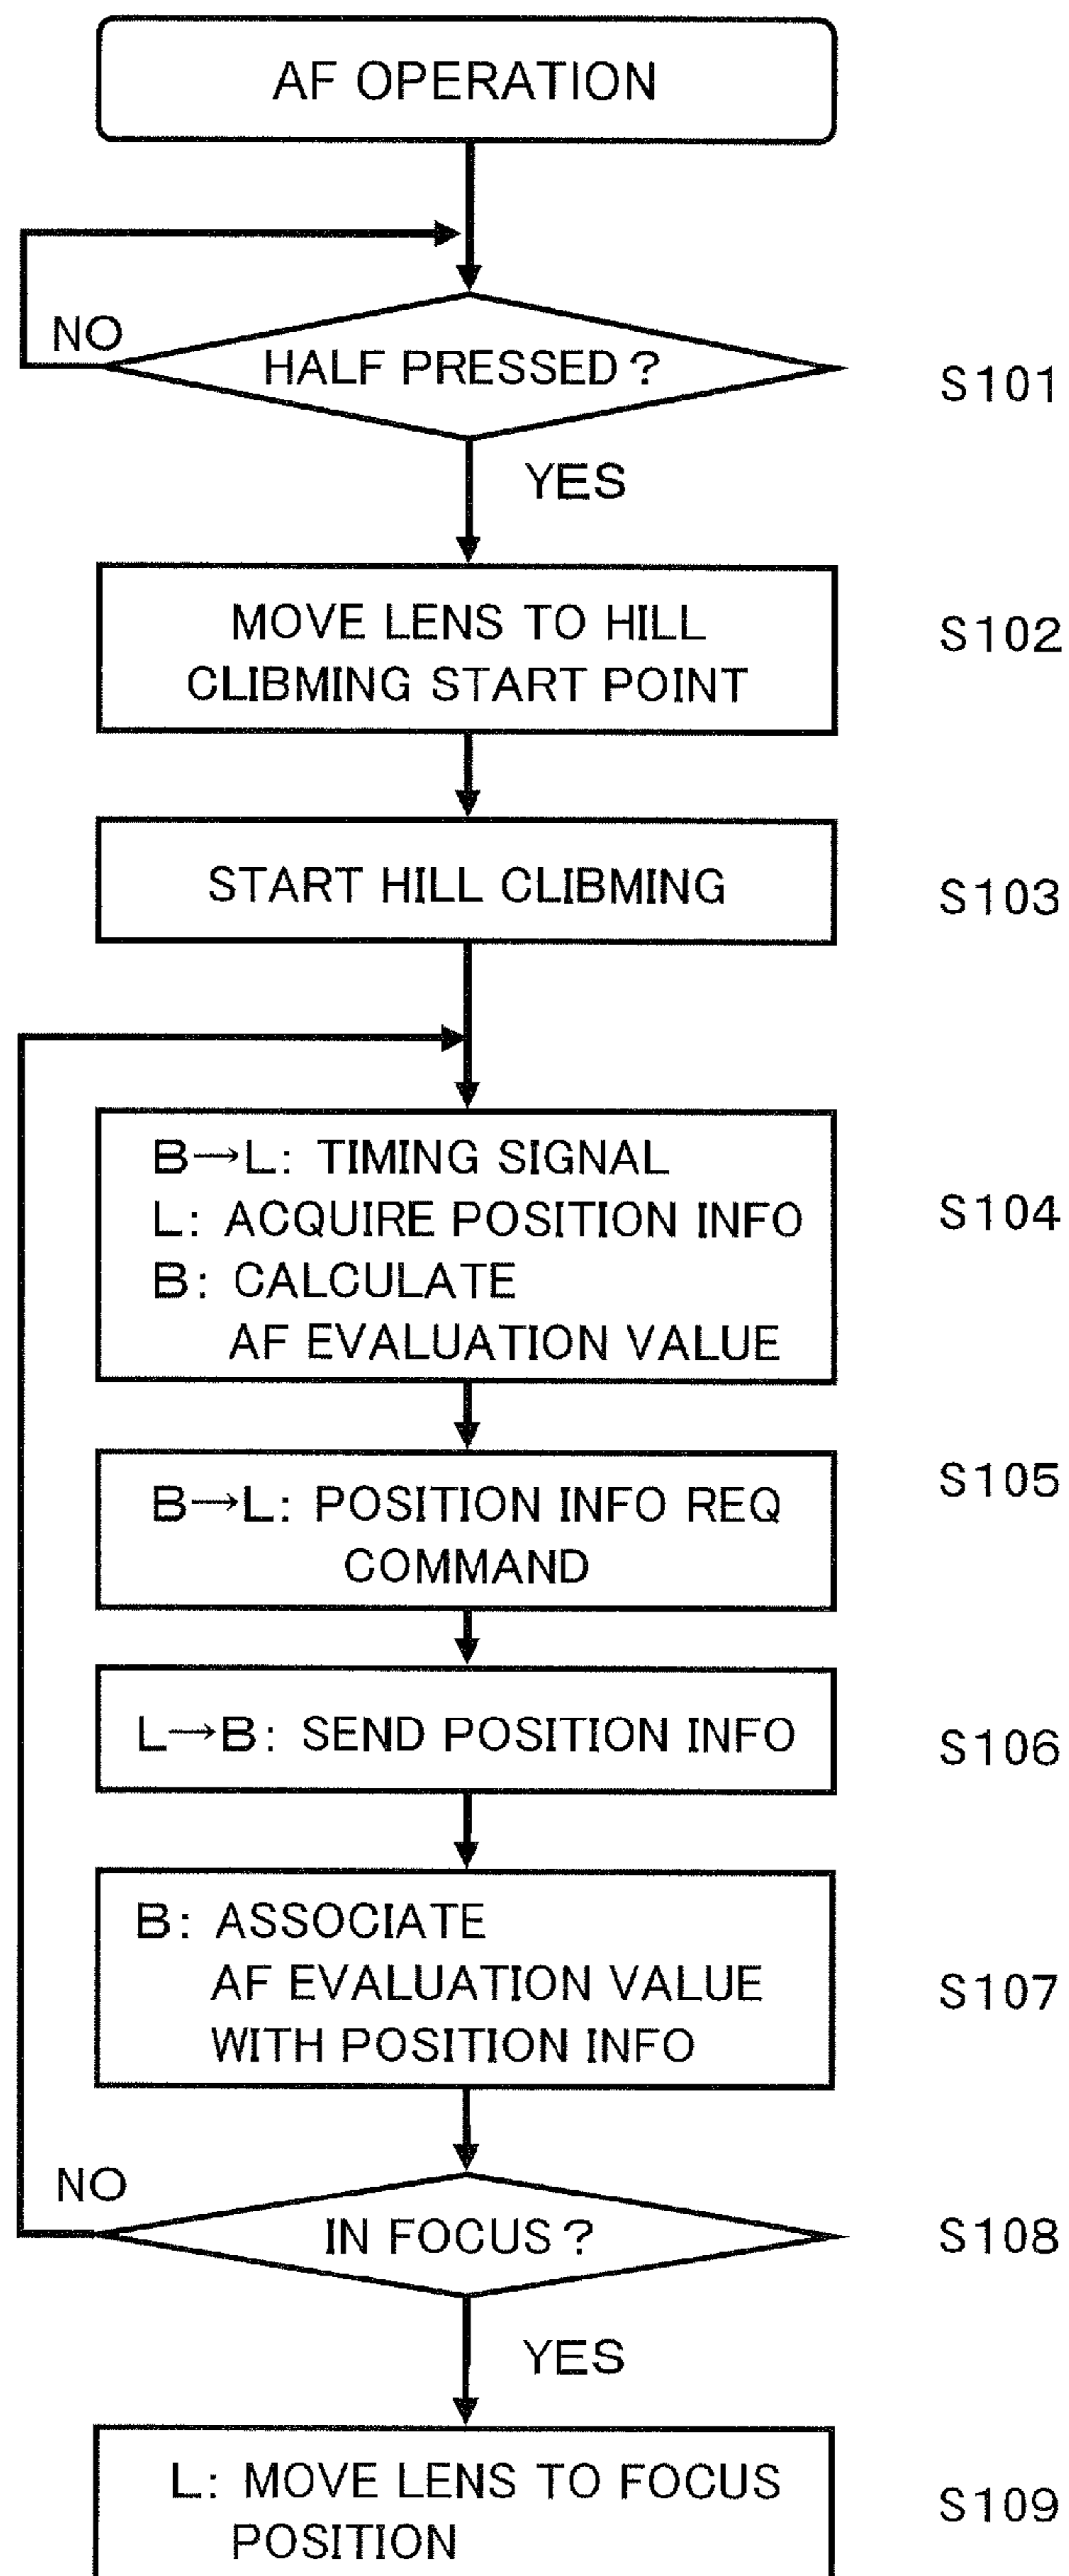 AF OPERATION
NO
HALF PRESSED?
S101
YES
MOVE LENS TO HILL
CLIBMING START POINT
S102
START HILL CLIBMING
S103
B→L: TIMING SIGNAL
L: ACQUIRE POSITION INFO
B: CALCULATE
AF EVALUATION VALUE
S104
B→L: POSITION INFO REQ
COMMAND
S105
L→B: SEND POSITION INFO
S106
B: ASSOCIATE
AF EVALUATION VALUE
WITH POSITION INFO
S107
NO
IN FOCUS?
S108
YES
L: MOVE LENS TO FOCUS
POSITION
S109